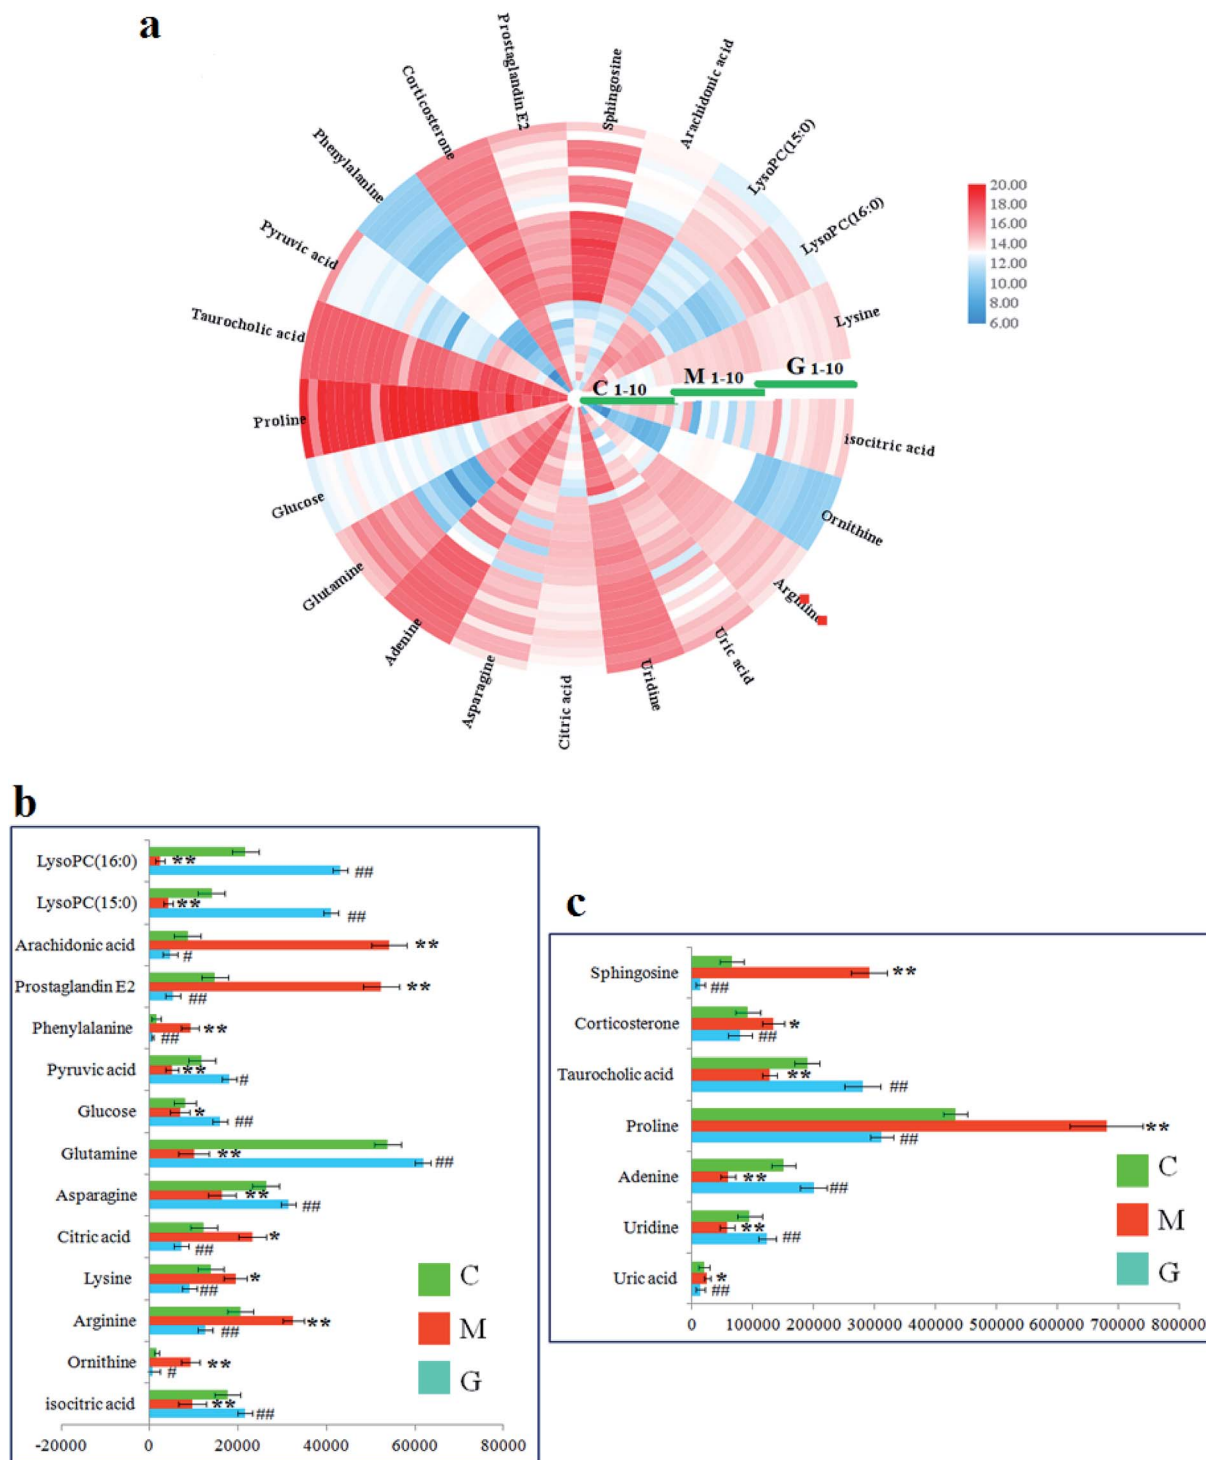 a
Prostaglandin E2
Sphingosine
Arachidonic acid
Corticosterone
LysoPC(15:0)
Phenylalanine
LysoPC(16:0)
Pyruvic acid
Lysine
Taurocholic acid
20.00
18.00
16.00
14.00
12.00
10.00
8.00
6.00
C 1-10
M 1-10
G 1-10
Proline
isocitric acid
Glucose
Ornithine
Glutamine
Arginine
Adenine
Uric acid
Asparagine
Uridine
Citric acid
b
LysoPC(16:0)
**
##
LysoPC(15:0)
**
##
Arachidonic acid
**
#
Prostaglandin E2
**
##
Phenylalanine
**
##
Pyruvic acid
**
#
Glucose
*
##
Glutamine
**
##
Asparagine
**
##
Citric acid
*
##
Lysine
*
##
Arginine
**
##
Ornithine
**
#
isocitric acid
**
##
C
M
G
-20000 0 20000 40000 60000 80000
c
Sphingosine
**
##
Corticosterone
*
##
Taurocholic acid
**
##
Proline
**
##
Adenine
**
##
Uridine
**
##
Uric acid
*
##
C
M
G
0 100000 200000 300000 400000 500000 600000 700000 800000